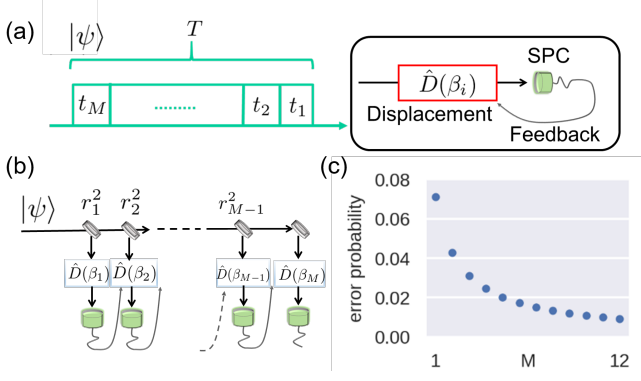 (a) |ψ⟩ T
t_M ......... t_2 t_1
D̂(β_i) SPC
Displacement
Feedback
(b)
|ψ⟩ r_1^2 r_2^2 r_{M-1}^2
D̂(β_1) D̂(β_2) D̂(β_{M-1}) D̂(β_M)
(c)
error probability
0.08
0.06
0.04
0.02
0.00
1 M 12